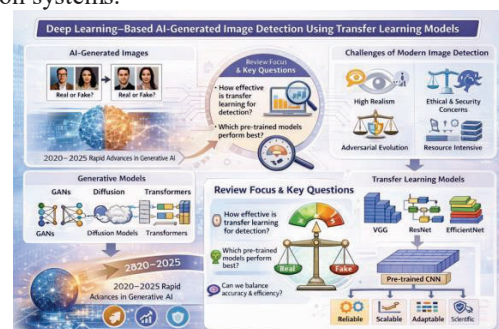 on systems.
Deep Learning–Based AI-Generated Image Detection Using Transfer Learning Models
AI-Generated Images
Real or Fake?
Real or Fake?
2020–2025 Rapid Advances in Generative AI
Review Focus
& Key Questions
• How effective is
transfer learning
for detection?
• Which pre-trained
models perform
best?
Challenges of Modern Image Detection
High Realism
Ethical & Security
Concerns
Adversarial Evolution
Resource Intensive
Generative Models
GANs
Diffusion
Transformers
GANs
Diffusion Models
Transformers
2820–2025
2020–2025 Rapid
Advances in Generative AI
Review Focus & Key Questions
How effective is
transfer learning
for detection?
Which pre-trained
models perform
best?
Can we balance
accuracy & efficiency?
Real
Fake
Transfer Learning Models
VGG
ResNet
EfficientNet
Pre-trained CNN
Reliable
Scalable
Adaptable
Scientific